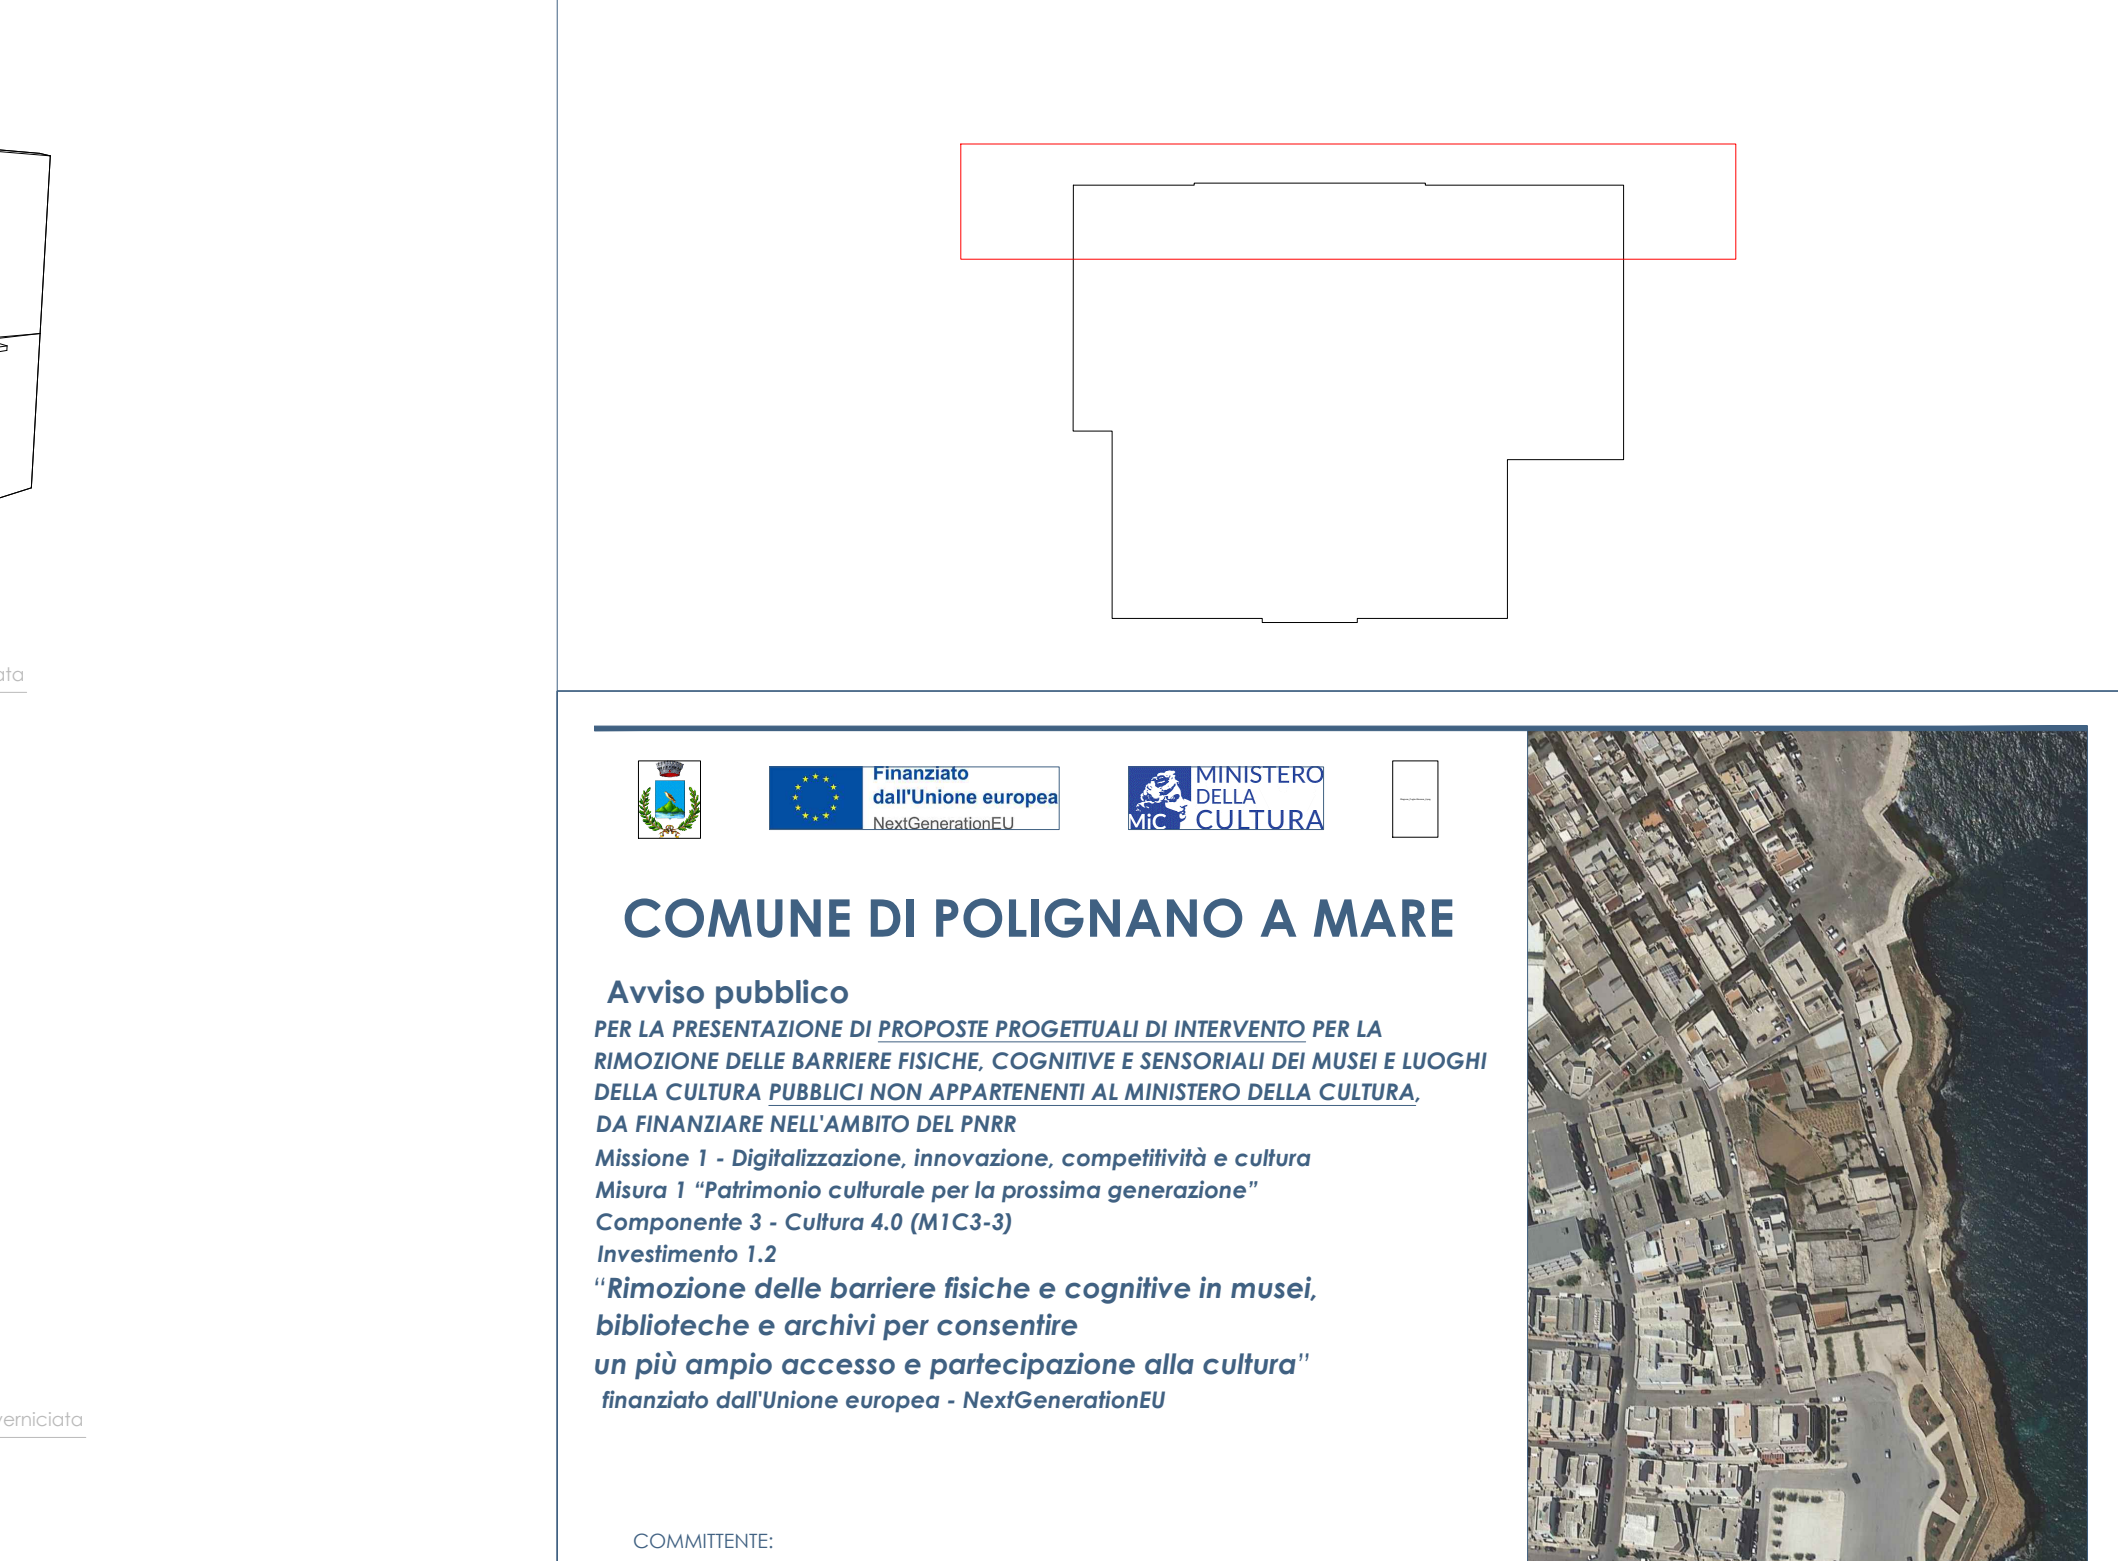 ata
verniciata
Finanziato
dall'Unione europea
NextGenerationEU
MiC
MINISTERO
DELLA
CULTURA
COMUNE DI POLIGNANO A MARE
Avviso pubblico
PER LA PRESENTAZIONE DI PROPOSTE PROGETTUALI DI INTERVENTO PER LA
RIMOZIONE DELLE BARRIERE FISICHE, COGNITIVE E SENSORIALI DEI MUSEI E LUOGHI
DELLA CULTURA PUBBLICI NON APPARTENENTI AL MINISTERO DELLA CULTURA,
DA FINANZIARE NELL'AMBITO DEL PNRR
Missione 1 - Digitalizzazione, innovazione, competitività e cultura
Misura 1 “Patrimonio culturale per la prossima generazione”
Componente 3 - Cultura 4.0 (M1C3-3)
Investimento 1.2
“Rimozione delle barriere fisiche e cognitive in musei,
biblioteche e archivi per consentire
un più ampio accesso e partecipazione alla cultura”
finanziato dall'Unione europea - NextGenerationEU
COMMITTENTE: